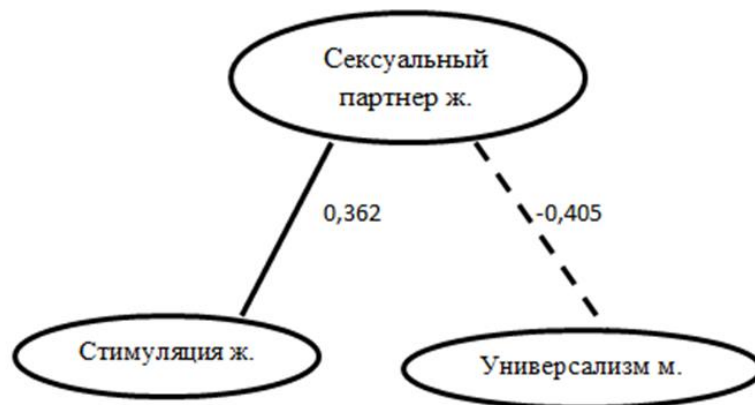 Сексуальный
партнер ж.
0,362
-0,405
Стимуляция ж.
Универсализм м.